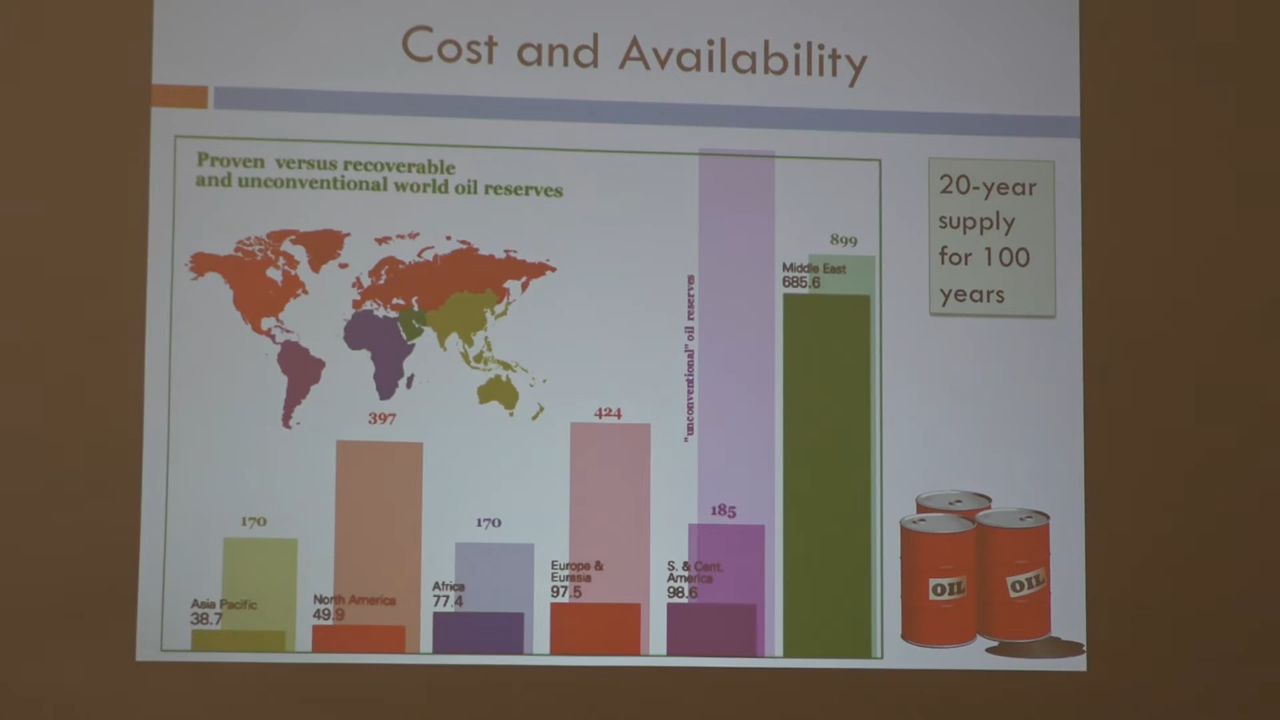 Cost and Availability
Proven versus recoverable
and unconventional world oil reserves
20-year
supply
for 100
years
899
Middle East
685.6
"unconventional" oil reserves
397
424
170
170
185
Asia Pacific
38.7
North America
49.9
Africa
77.4
Europe &
Eurasia
97.5
S. & Cent.
America
98.6
OIL
OIL